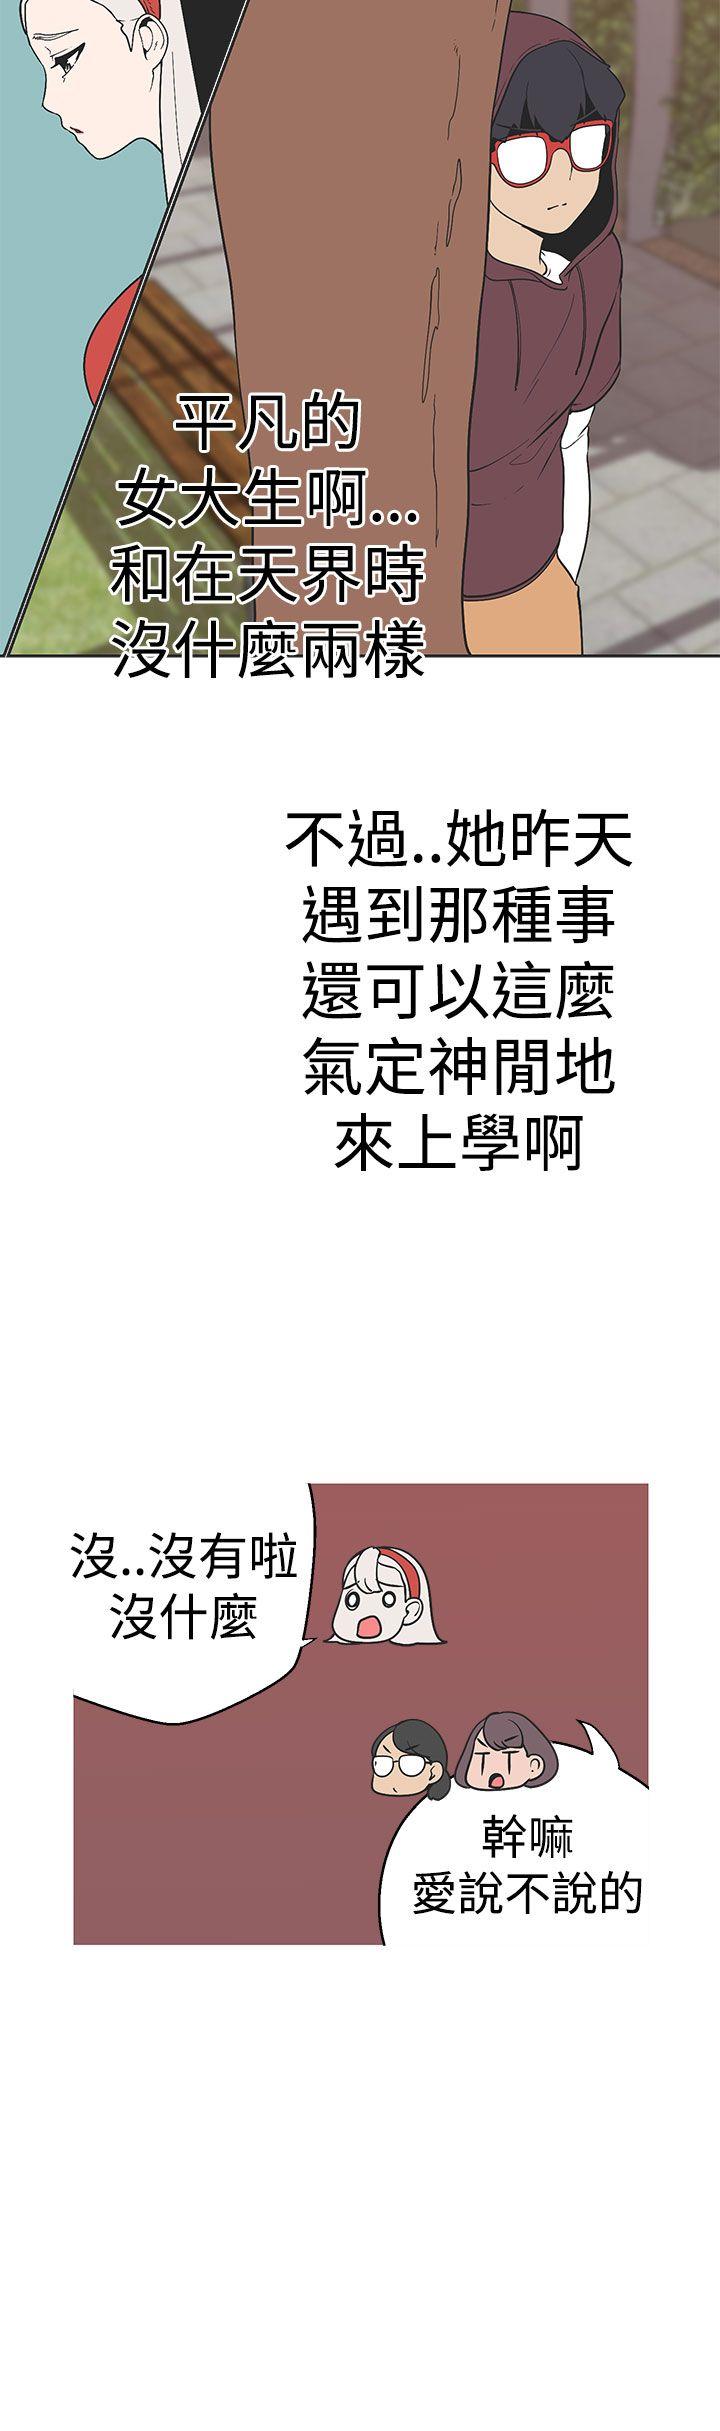 平凡的
女大生啊...
和在天界時
沒什麼兩樣
不過..她昨天
遇到那種事
還可以這麼
氣定神閒地
來上學啊
沒..沒有啦
沒什麼
幹嘛
愛說不說的